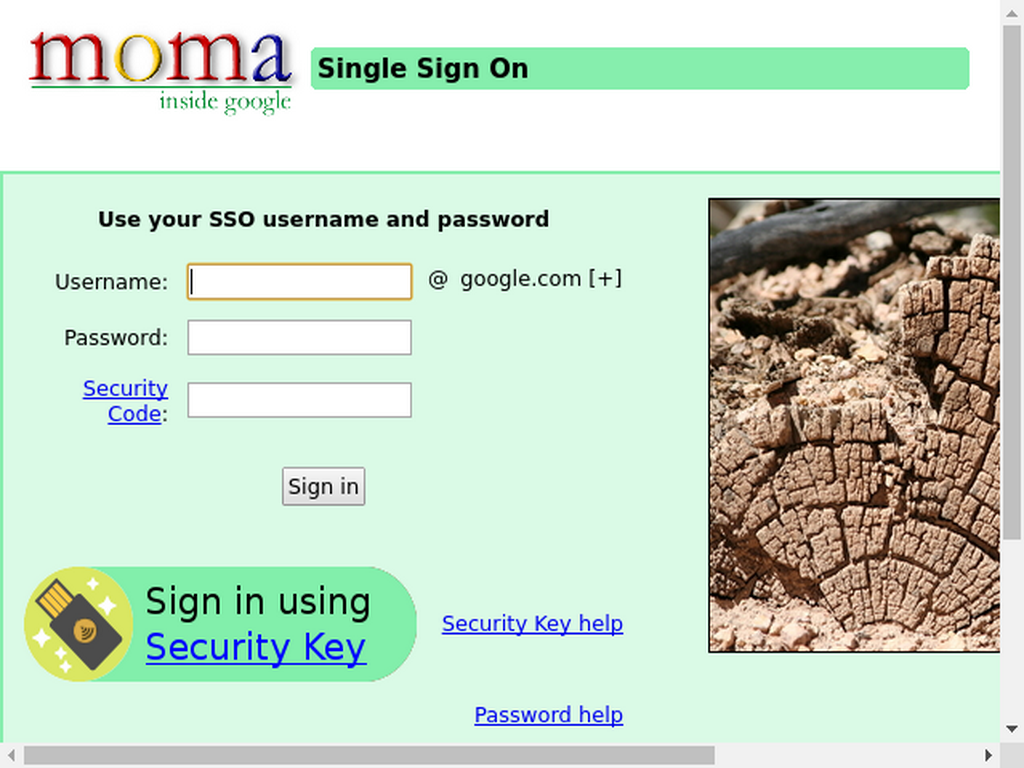 moma
inside google
Single Sign On
Use your SSO username and password
Username:
@ google.com [+]
Password:
Security
Code:
Sign in
Sign in using
Security Key
Security Key help
Password help